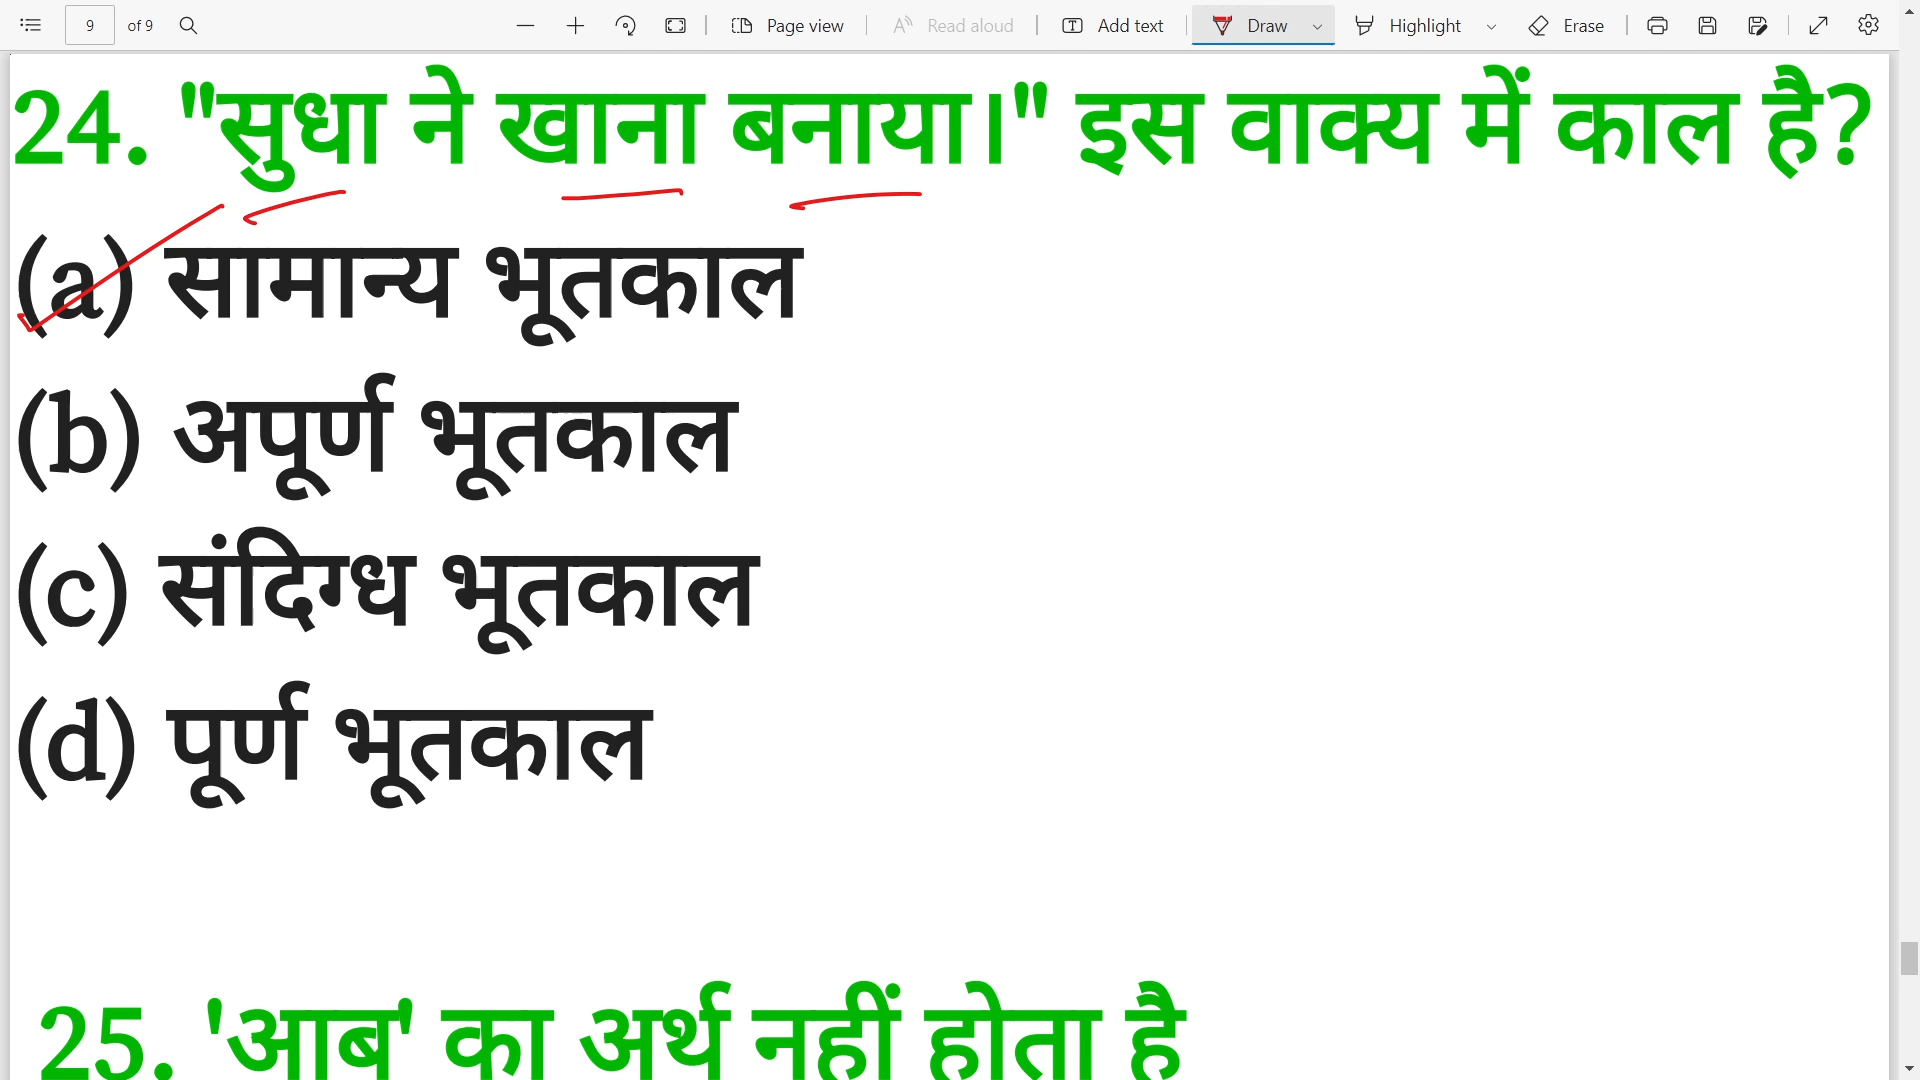 9 of 9 Page view Read aloud Add text Draw Highlight Erase
24. "सुधा ने खाना बनाया।" इस वाक्य में काल है?
(a) सामान्य भूतकाल
(b) अपूर्ण भूतकाल
(c) संदिग्ध भूतकाल
(d) पूर्ण भूतकाल
25. 'आब' का अर्थ नहीं होता है